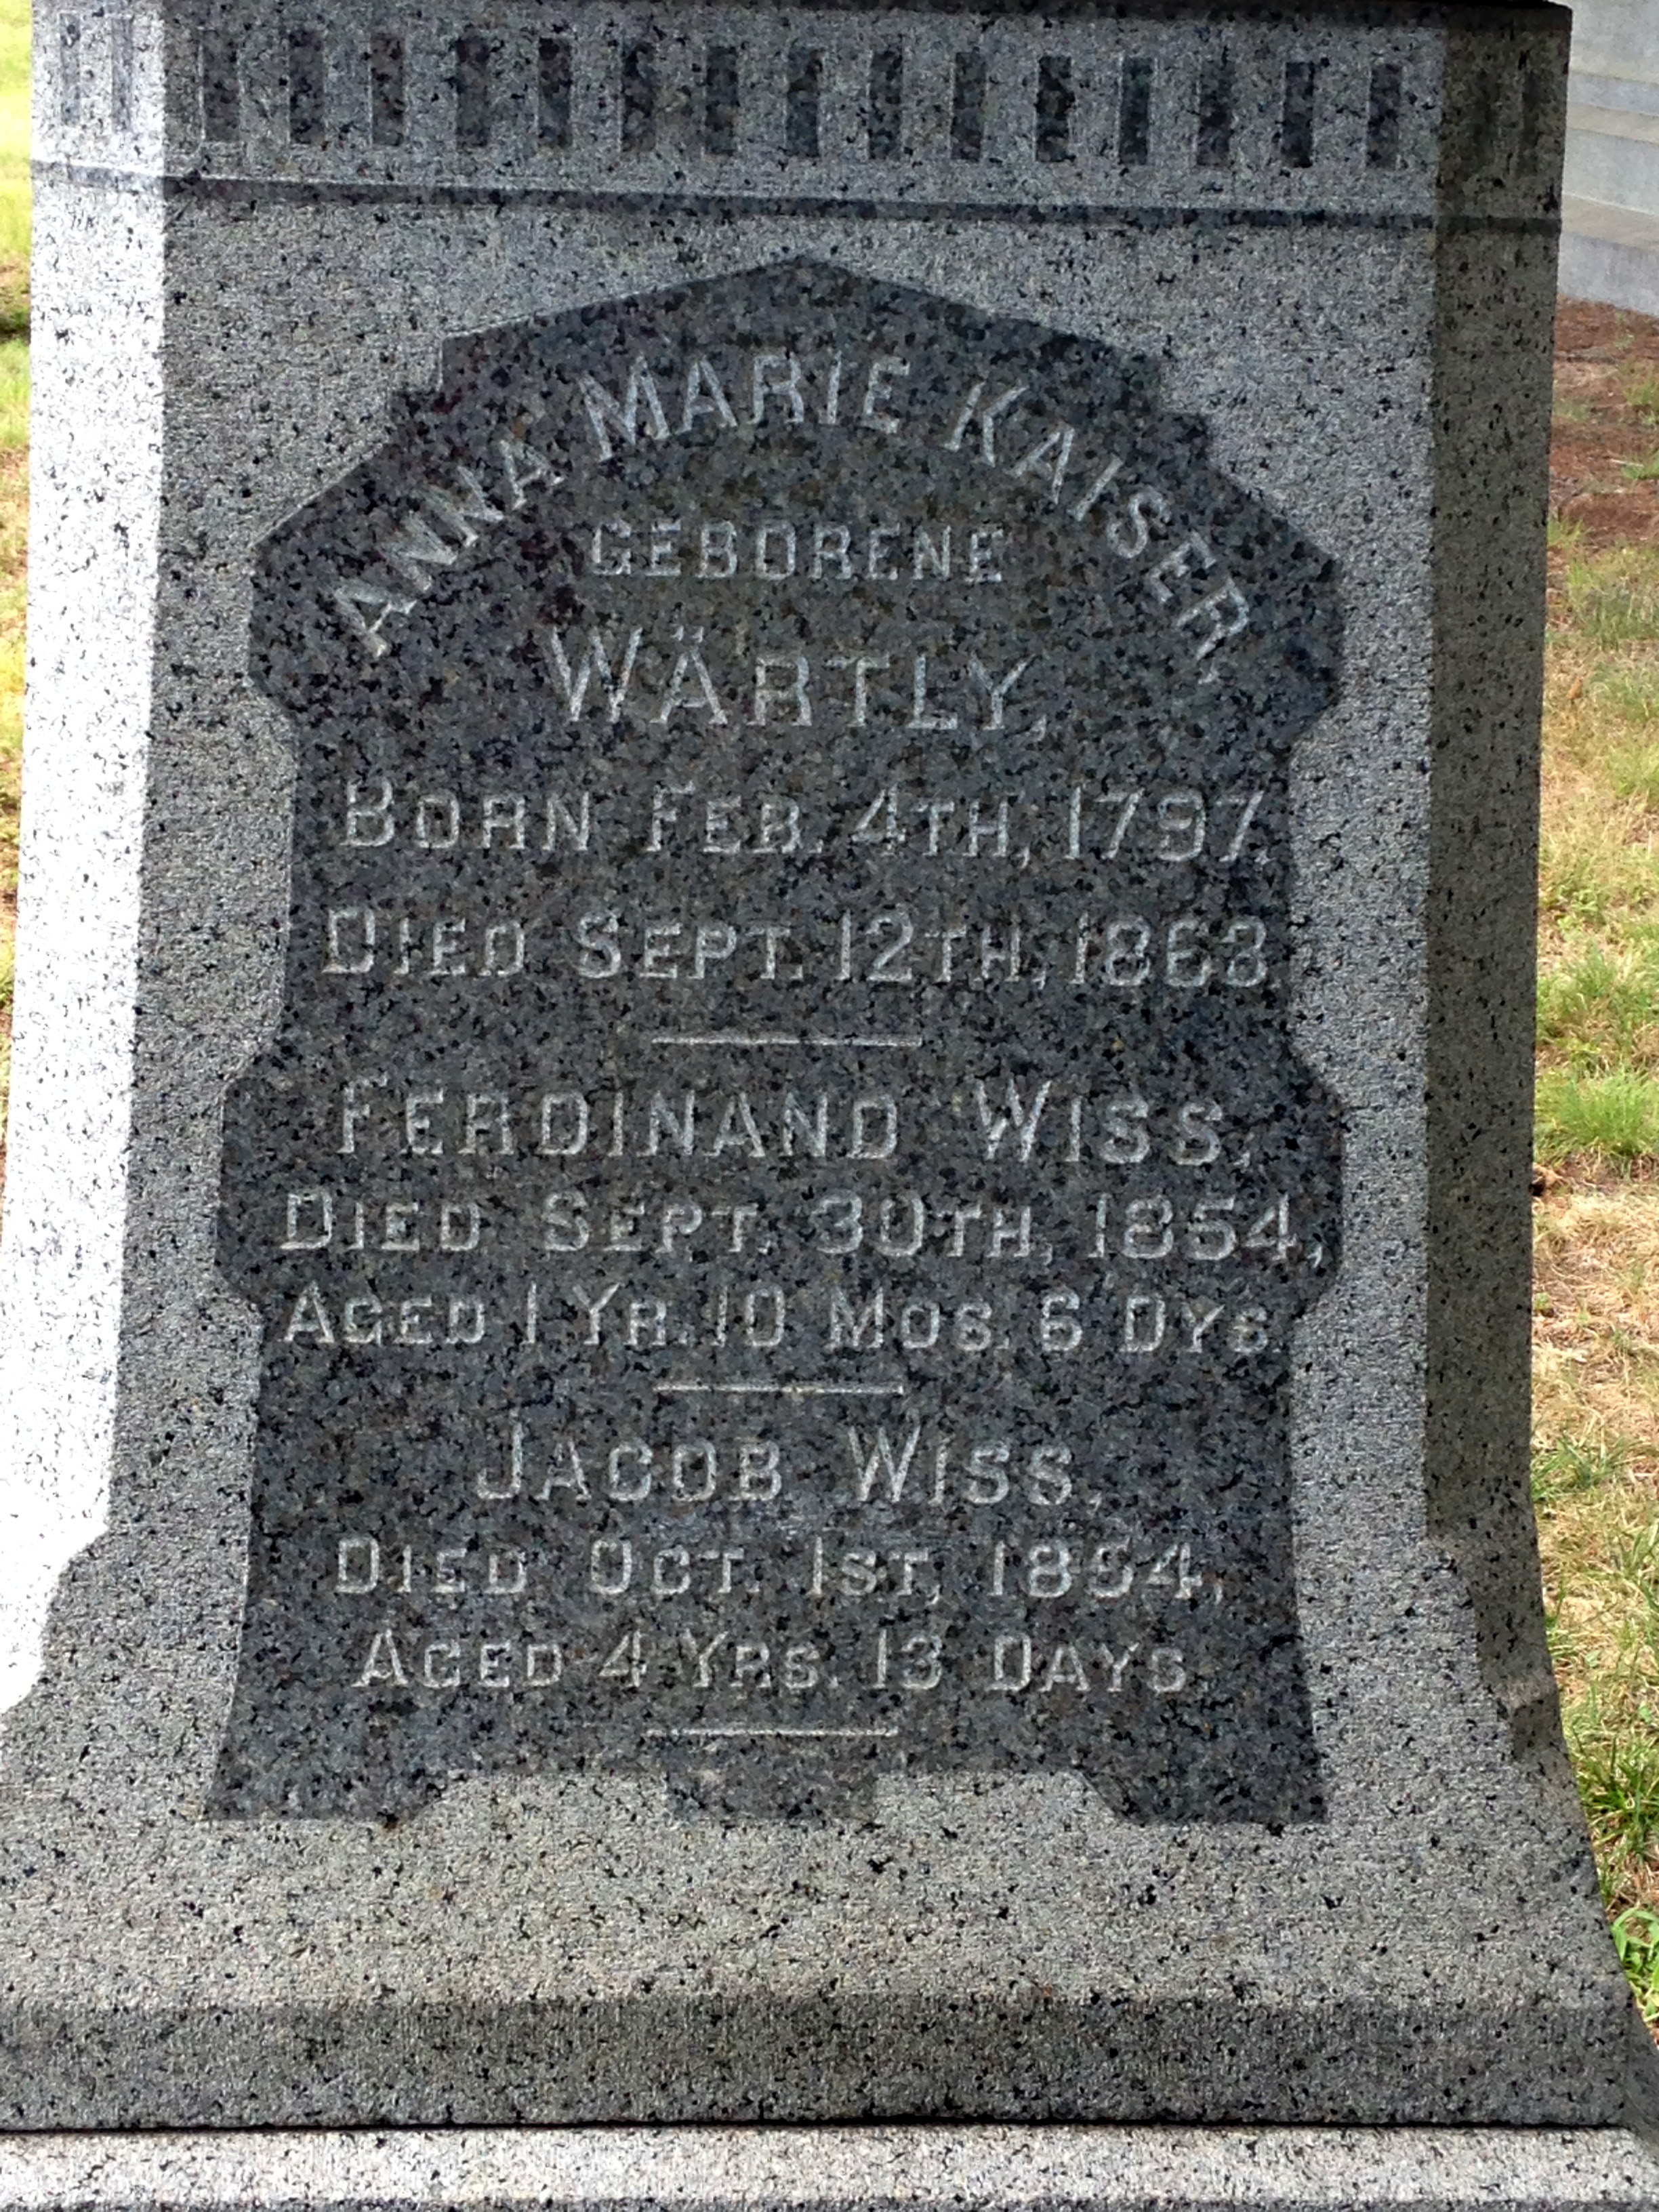 ANNA MARIE KAISER,
GEBORENE
WÄRTLY,
BORN FEB. 4TH, 1797.
DIED SEPT. 12TH, 1863.
FERDINAND WISS,
DIED SEPT. 30TH, 1854,
AGED 1 YR. 10 MOS. 6 DYS.
JACOB WISS,
DIED OCT. 1ST, 1854,
AGED 4 YRS. 13 DAYS.